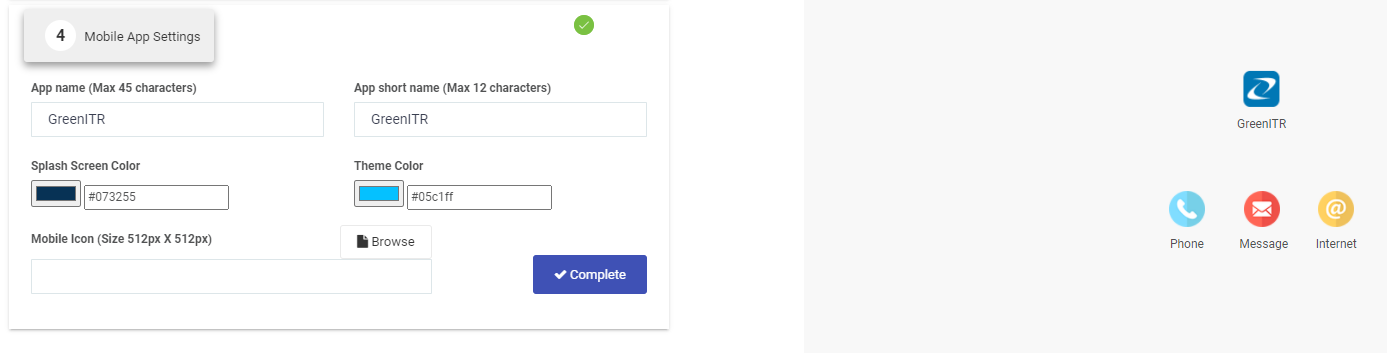 4 Mobile App Settings
App name (Max 45 characters)
App short name (Max 12 characters)
GreenITR
GreenITR
Splash Screen Color
Theme Color
#073255
#05c1ff
Mobile Icon (Size 512px X 512px)
Browse
Complete
GreenITR
Phone
Message
Internet